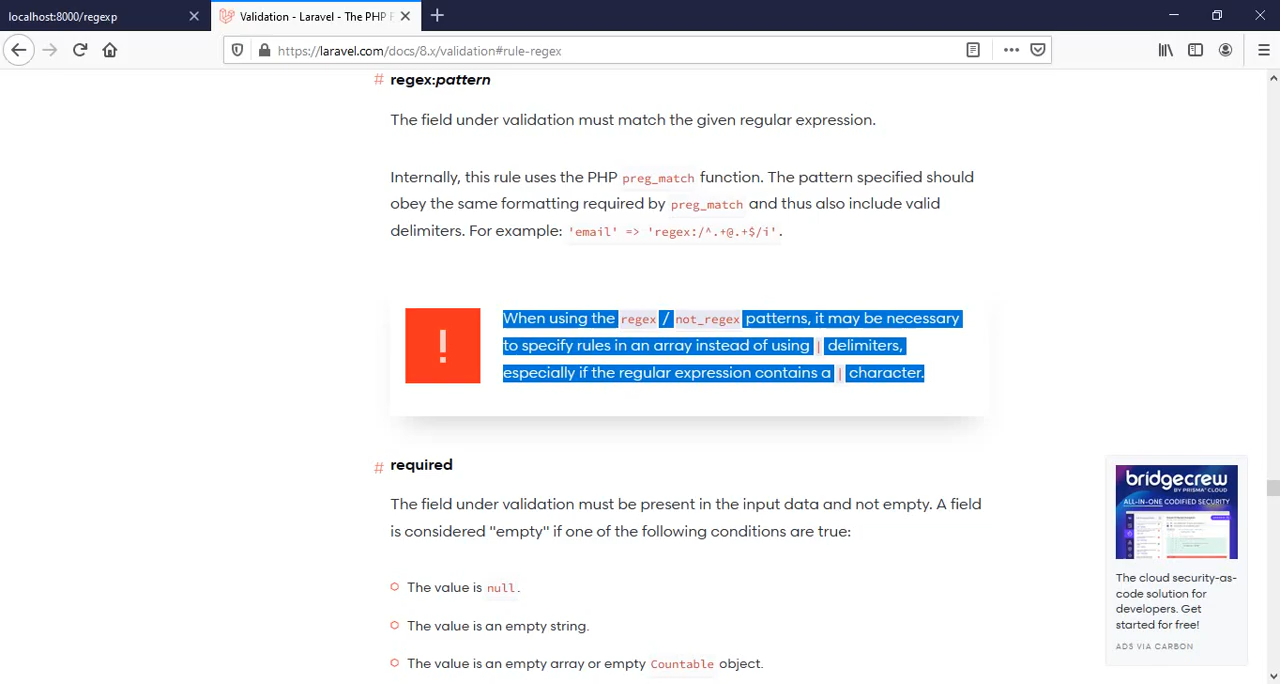 localhost:8000/regexp
Validation - Laravel - The PHP F
https://laravel.com/docs/8.x/validation#rule-regex
# regex:pattern
The field under validation must match the given regular expression.
Internally, this rule uses the PHP preg_match function. The pattern specified should
obey the same formatting required by preg_match and thus also include valid
delimiters. For example: 'email' => 'regex:/^.+@.+$/i'.
!
When using the regex / not_regex patterns, it may be necessary
to specify rules in an array instead of using | delimiters,
especially if the regular expression contains a | character.
# required
The field under validation must be present in the input data and not empty. A field
is considered "empty" if one of the following conditions are true:
The value is null.
The value is an empty string.
The value is an empty array or empty Countable object.
bridgecrew
BY PRISMA CLOUD
ALL-IN-ONE CODIFIED SECURITY
The cloud security-as-
code solution for
developers. Get
started for free!
ADS VIA CARBON